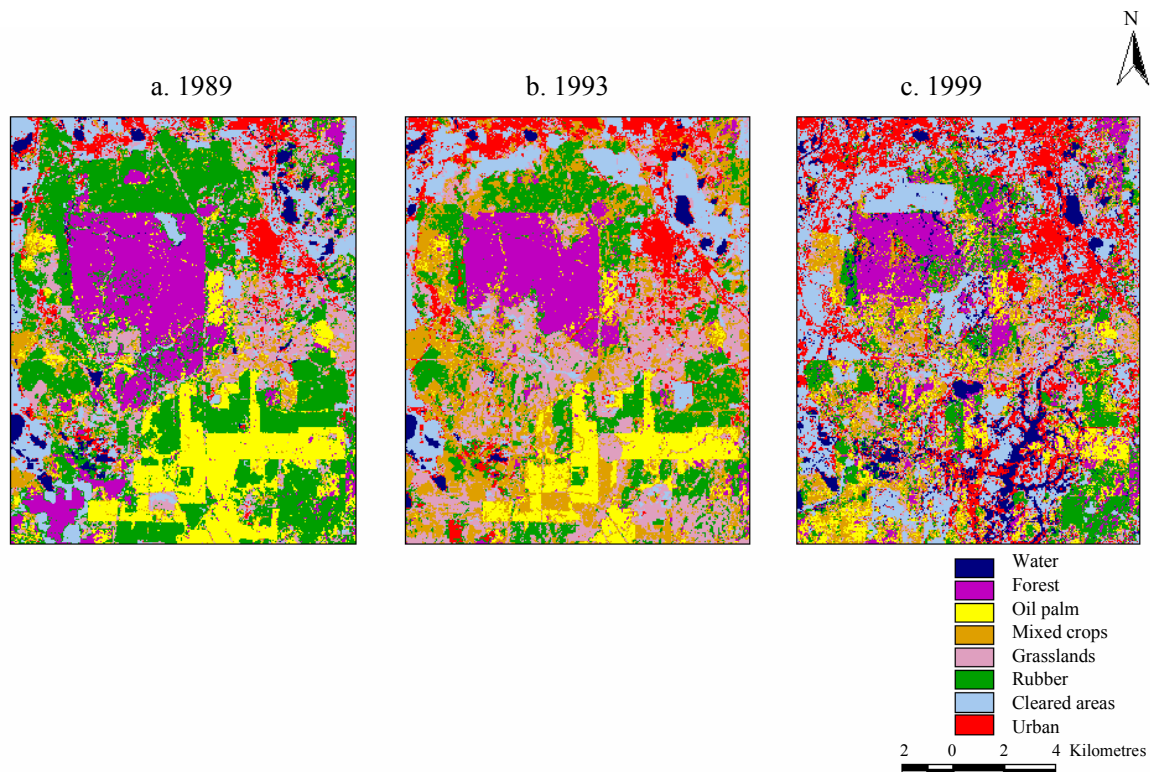 N
a. 1989
b. 1993
c. 1999
Water
Forest
Oil palm
Mixed crops
Grasslands
Rubber
Cleared areas
Urban
2 0 2 4 Kilometres